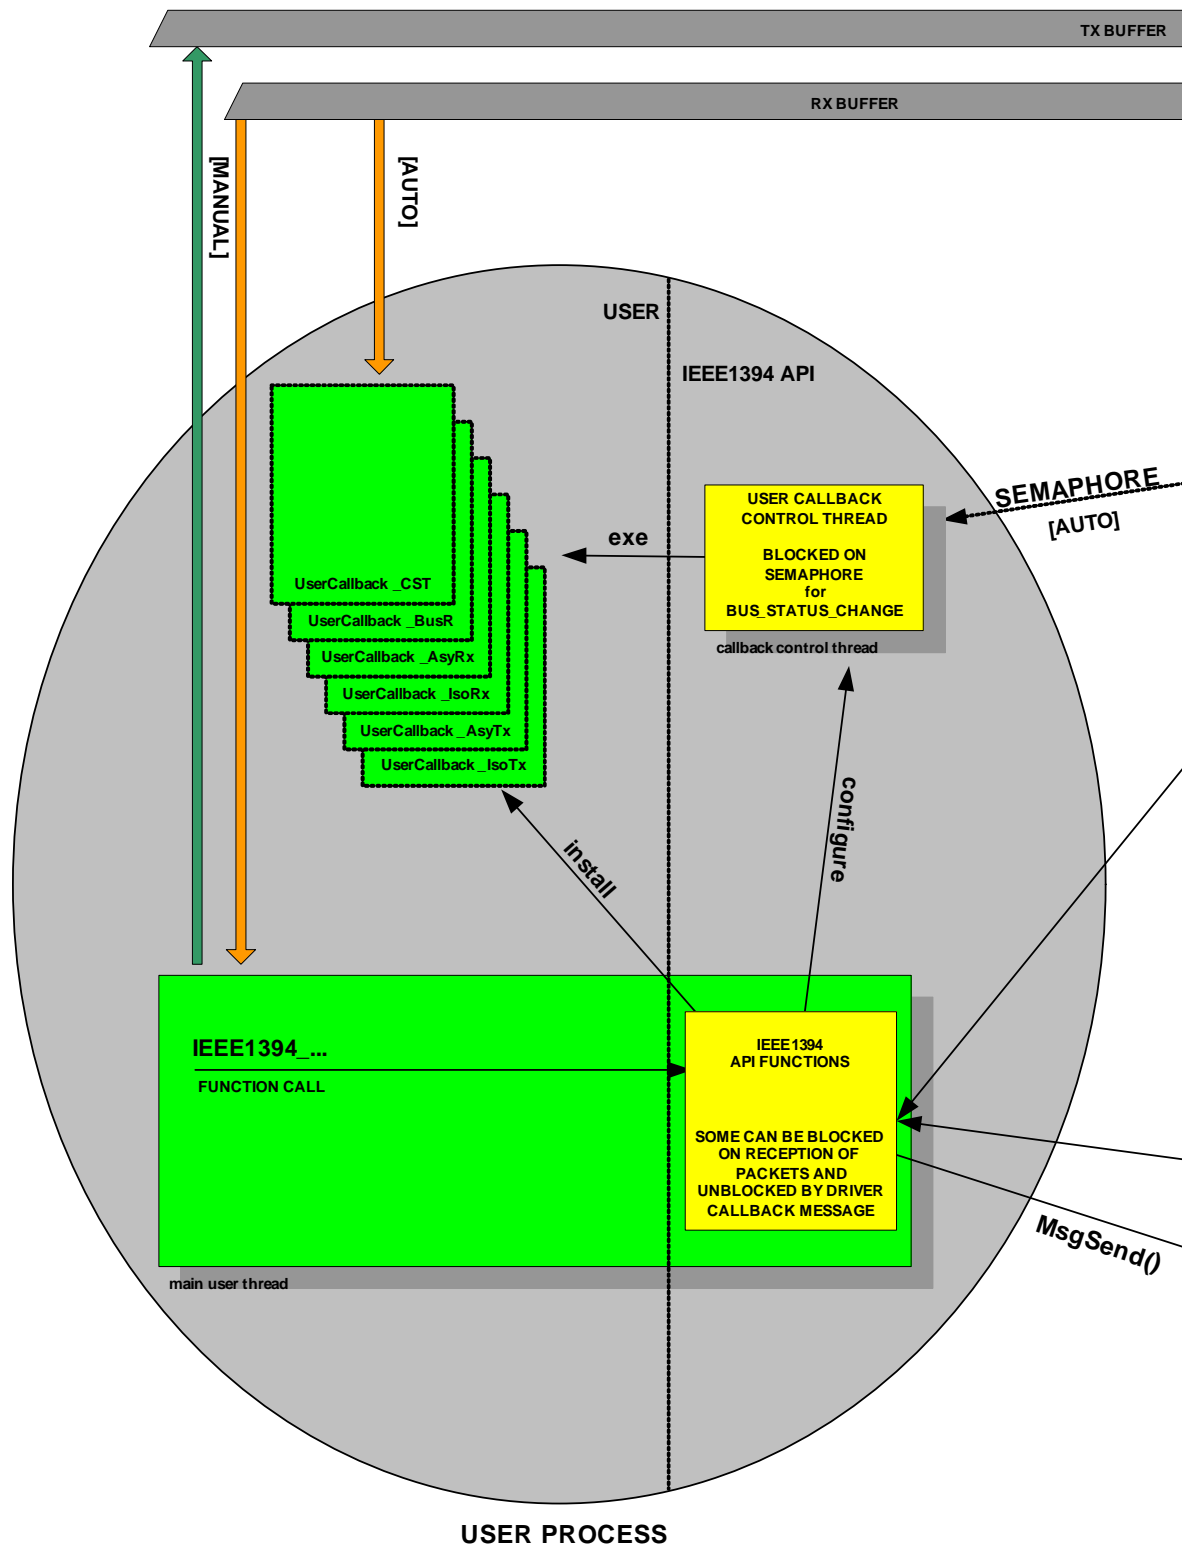 TX BUFFER
RX BUFFER
[MANUAL]
[AUTO]
USER
IEEE1394 API
SEMAPHORE
[AUTO]
USER CALLBACK
CONTROL THREAD
BLOCKED ON
SEMAPHORE
for
BUS_STATUS_CHANGE
callback control thread
exe
UserCallback _CST
UserCallback _BusR
UserCallback _AsyRx
UserCallback _IsoRx
UserCallback _AsyTx
UserCallback _IsoTx
install
configure
IEEE1394_...
FUNCTION CALL
IEEE1394
API FUNCTIONS
SOME CAN BE BLOCKED
ON RECEPTION OF
PACKETS AND
UNBLOCKED BY DRIVER
CALLBACK MESSAGE
MsgSend()
main user thread
USER PROCESS